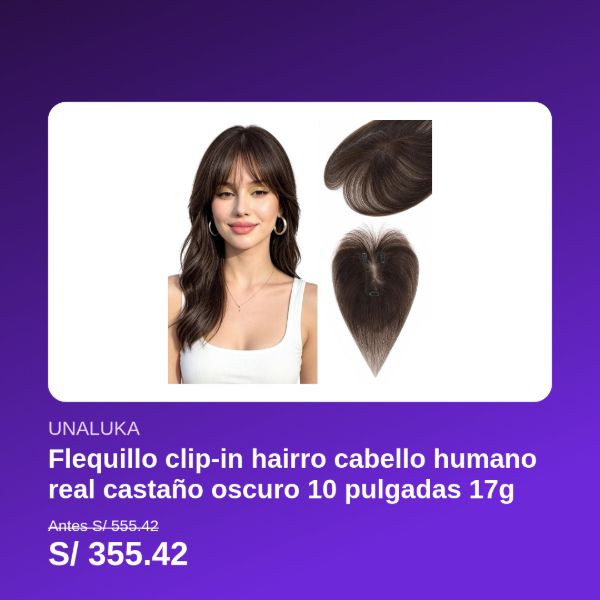 UNALUKA
Flequillo clip-in hairro cabello humano
real castaño oscuro 10 pulgadas 17g
Antes S/ 555.42
S/ 355.42